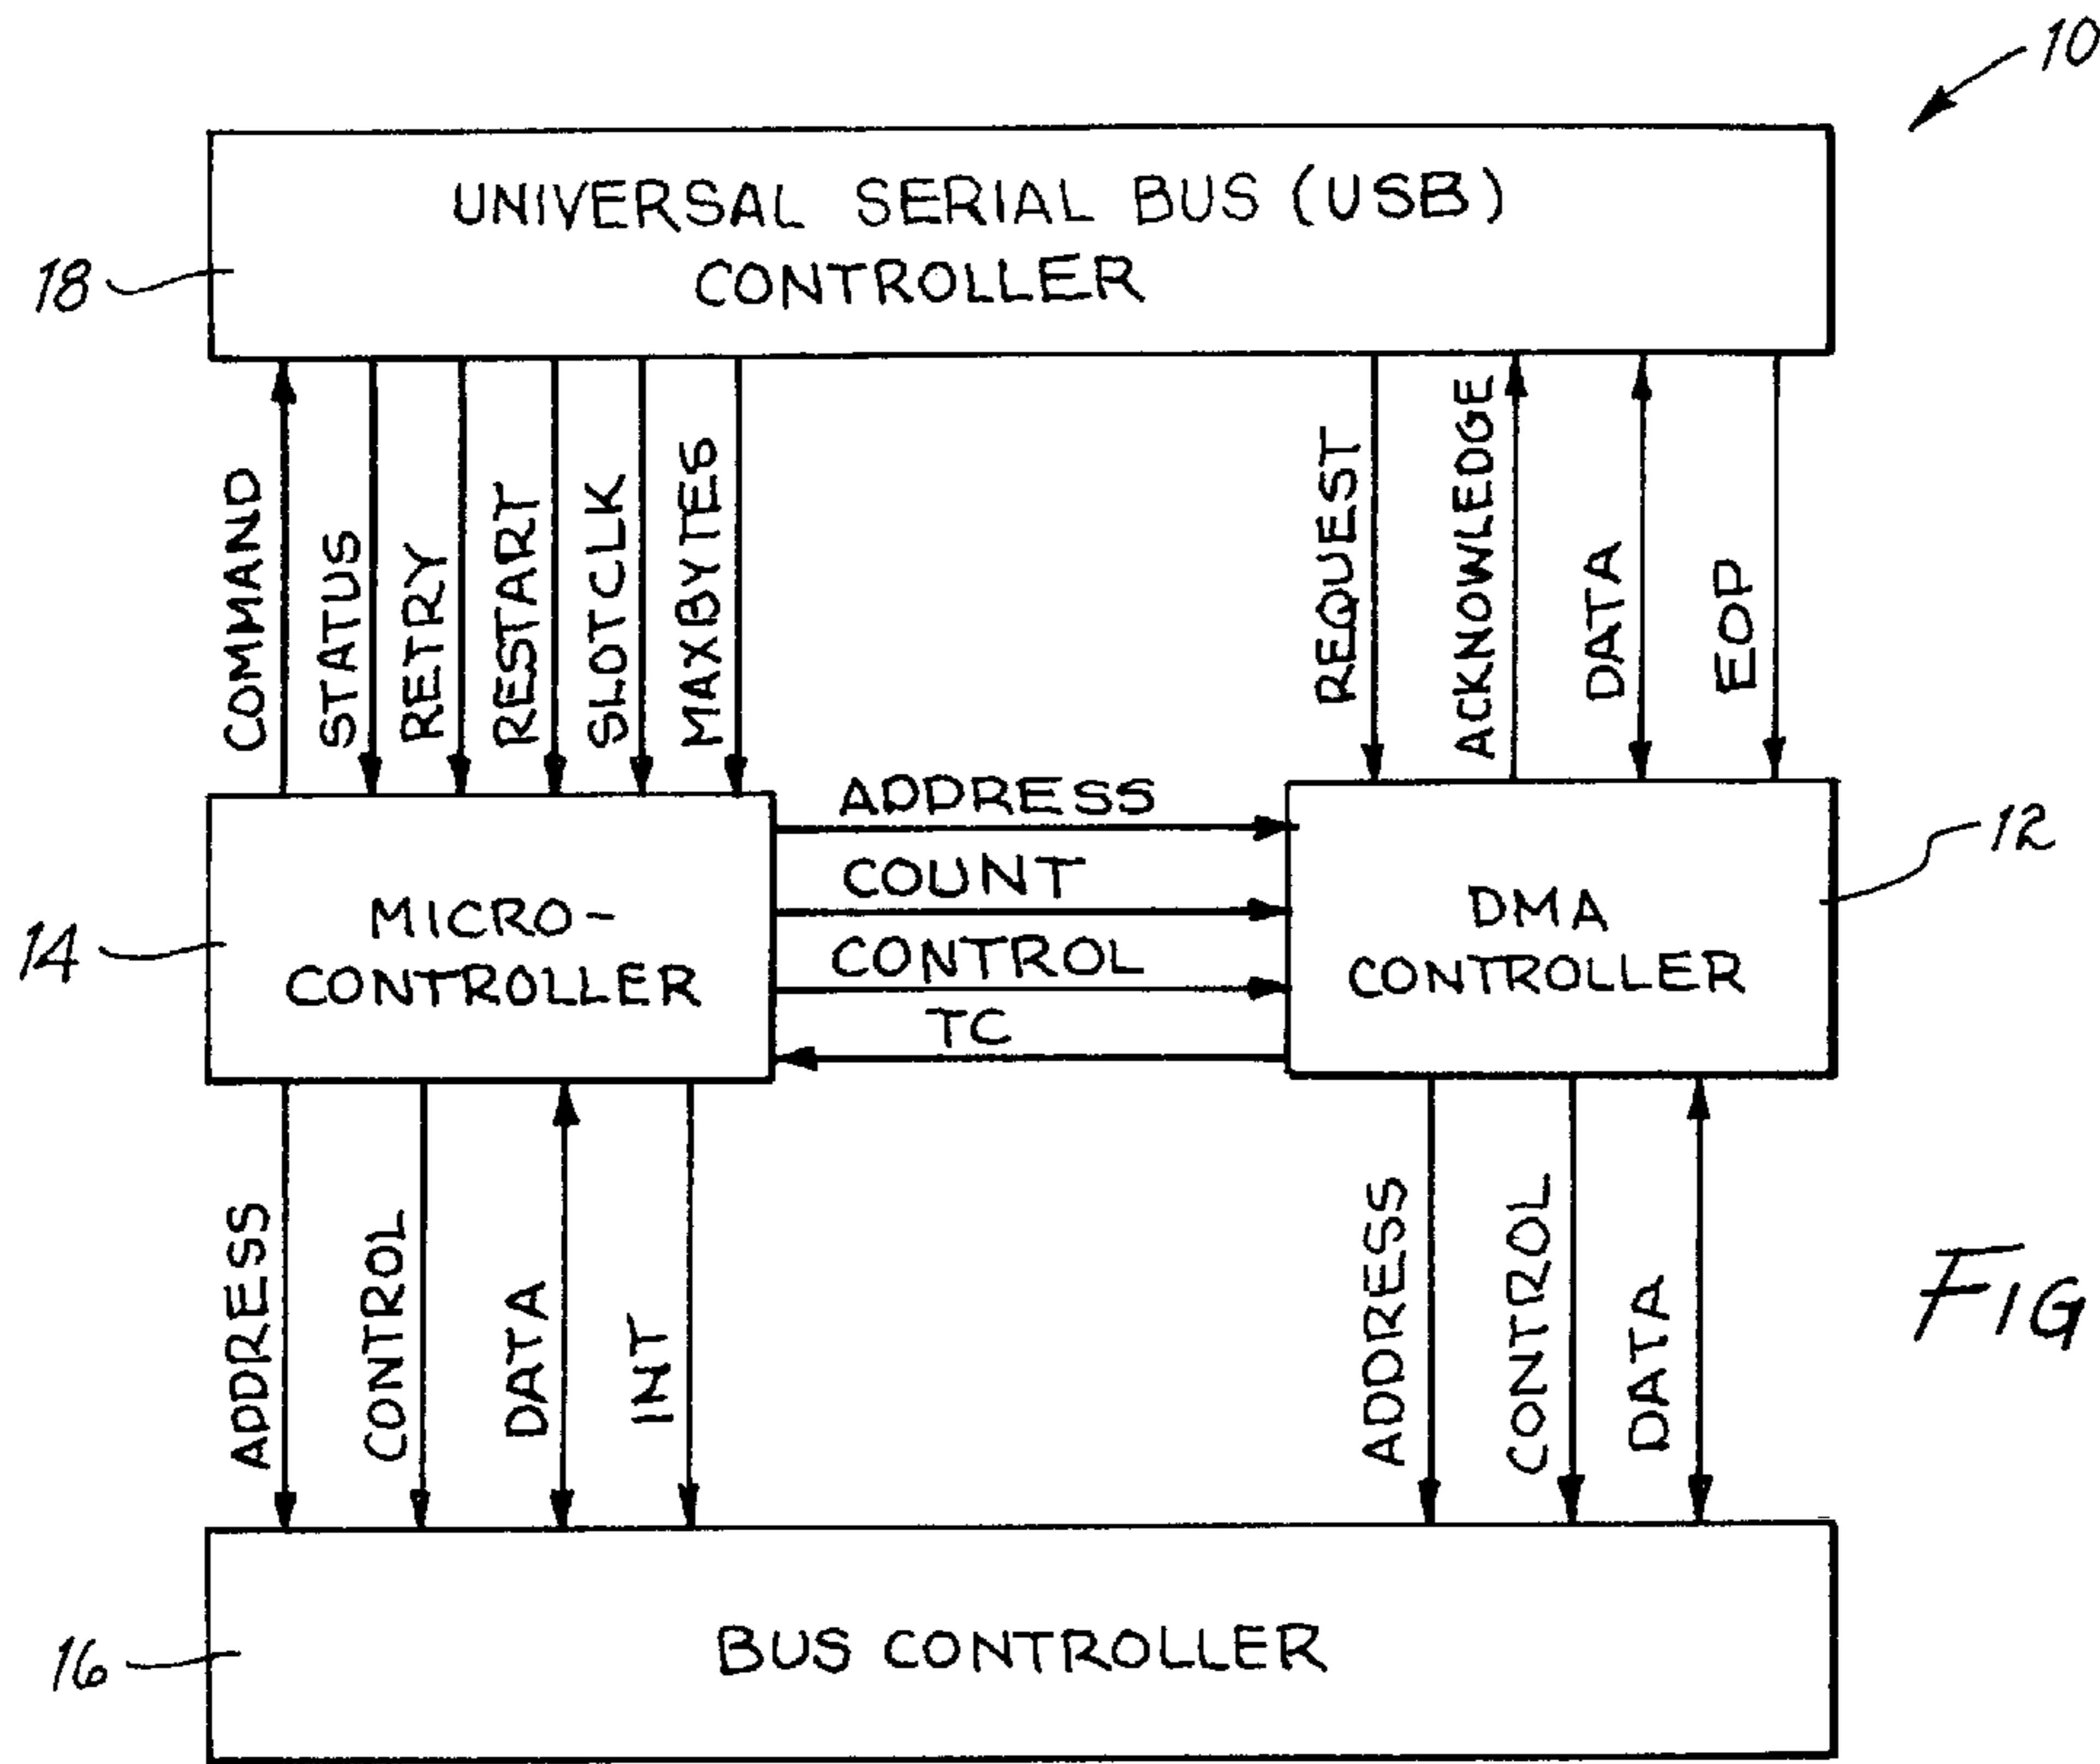 10
UNIVERSAL SERIAL BUS (USB)
CONTROLLER
18
COMMAND
STATUS
RETRY
RESTART
SLOTCLK
MAXBYTES
REQUEST
ACKNOWLEDGE
DATA
EOP
ADDRESS
COUNT
CONTROL
TC
MICRO-
CONTROLLER
14
DMA
CONTROLLER
12
ADDRESS
CONTROL
DATA
INT
ADDRESS
CONTROL
DATA
FIG
BUS CONTROLLER
16